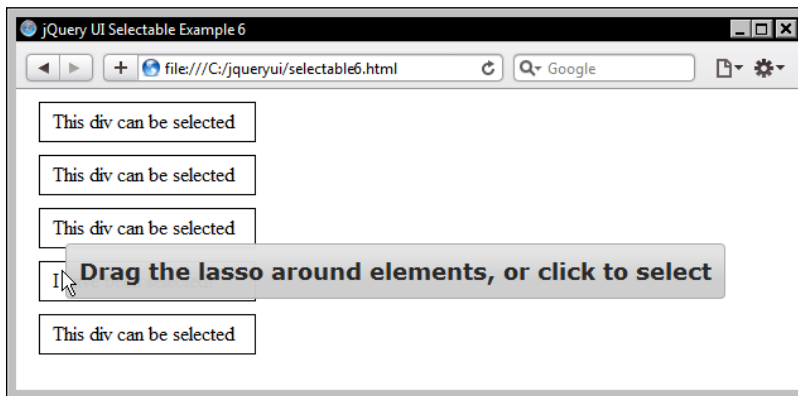 jQuery UI Selectable Example 6
file:///C:/jqueryui/selectable6.html
Google
This div can be selected
This div can be selected
This div can be selected
Drag the lasso around elements, or click to select
This div can be selected